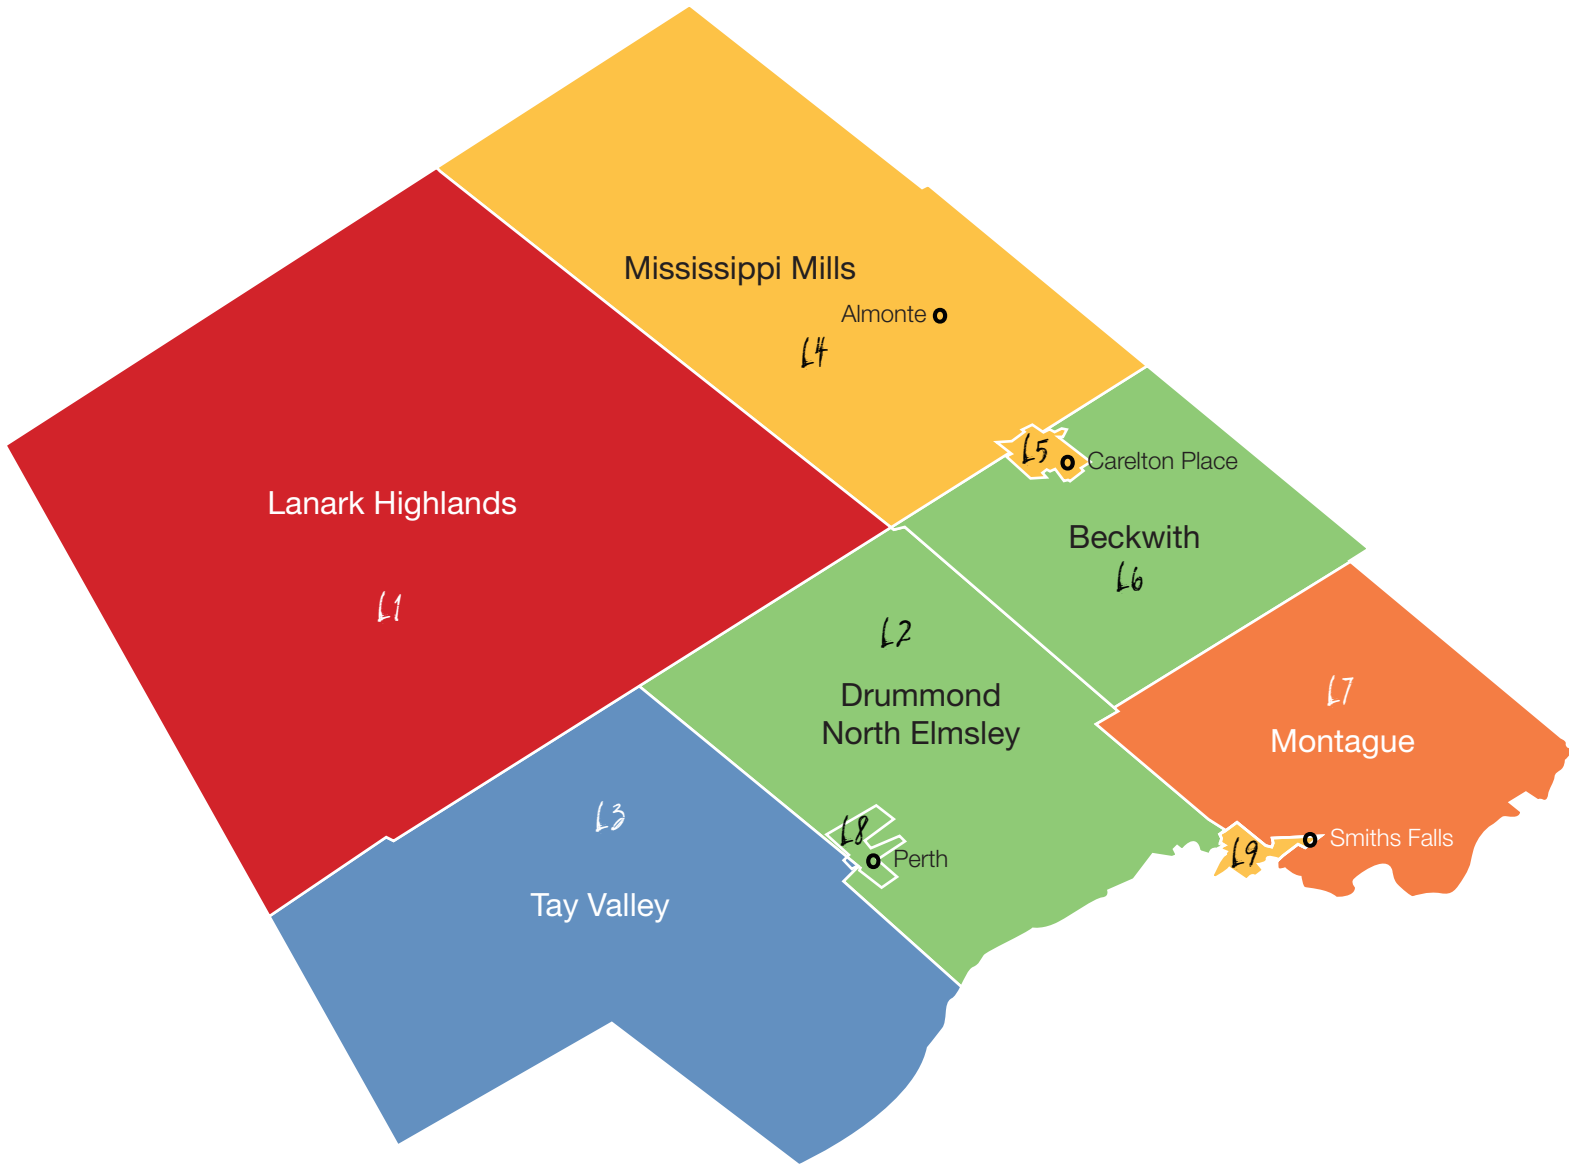 Mississippi Mills
Almonte
L4
L5
Carelton Place
Lanark Highlands
Beckwith
L6
L1
L2
Drummond
North Elmsley
L7
Montague
L3
L8
Perth
Smiths Falls
L9
Tay Valley